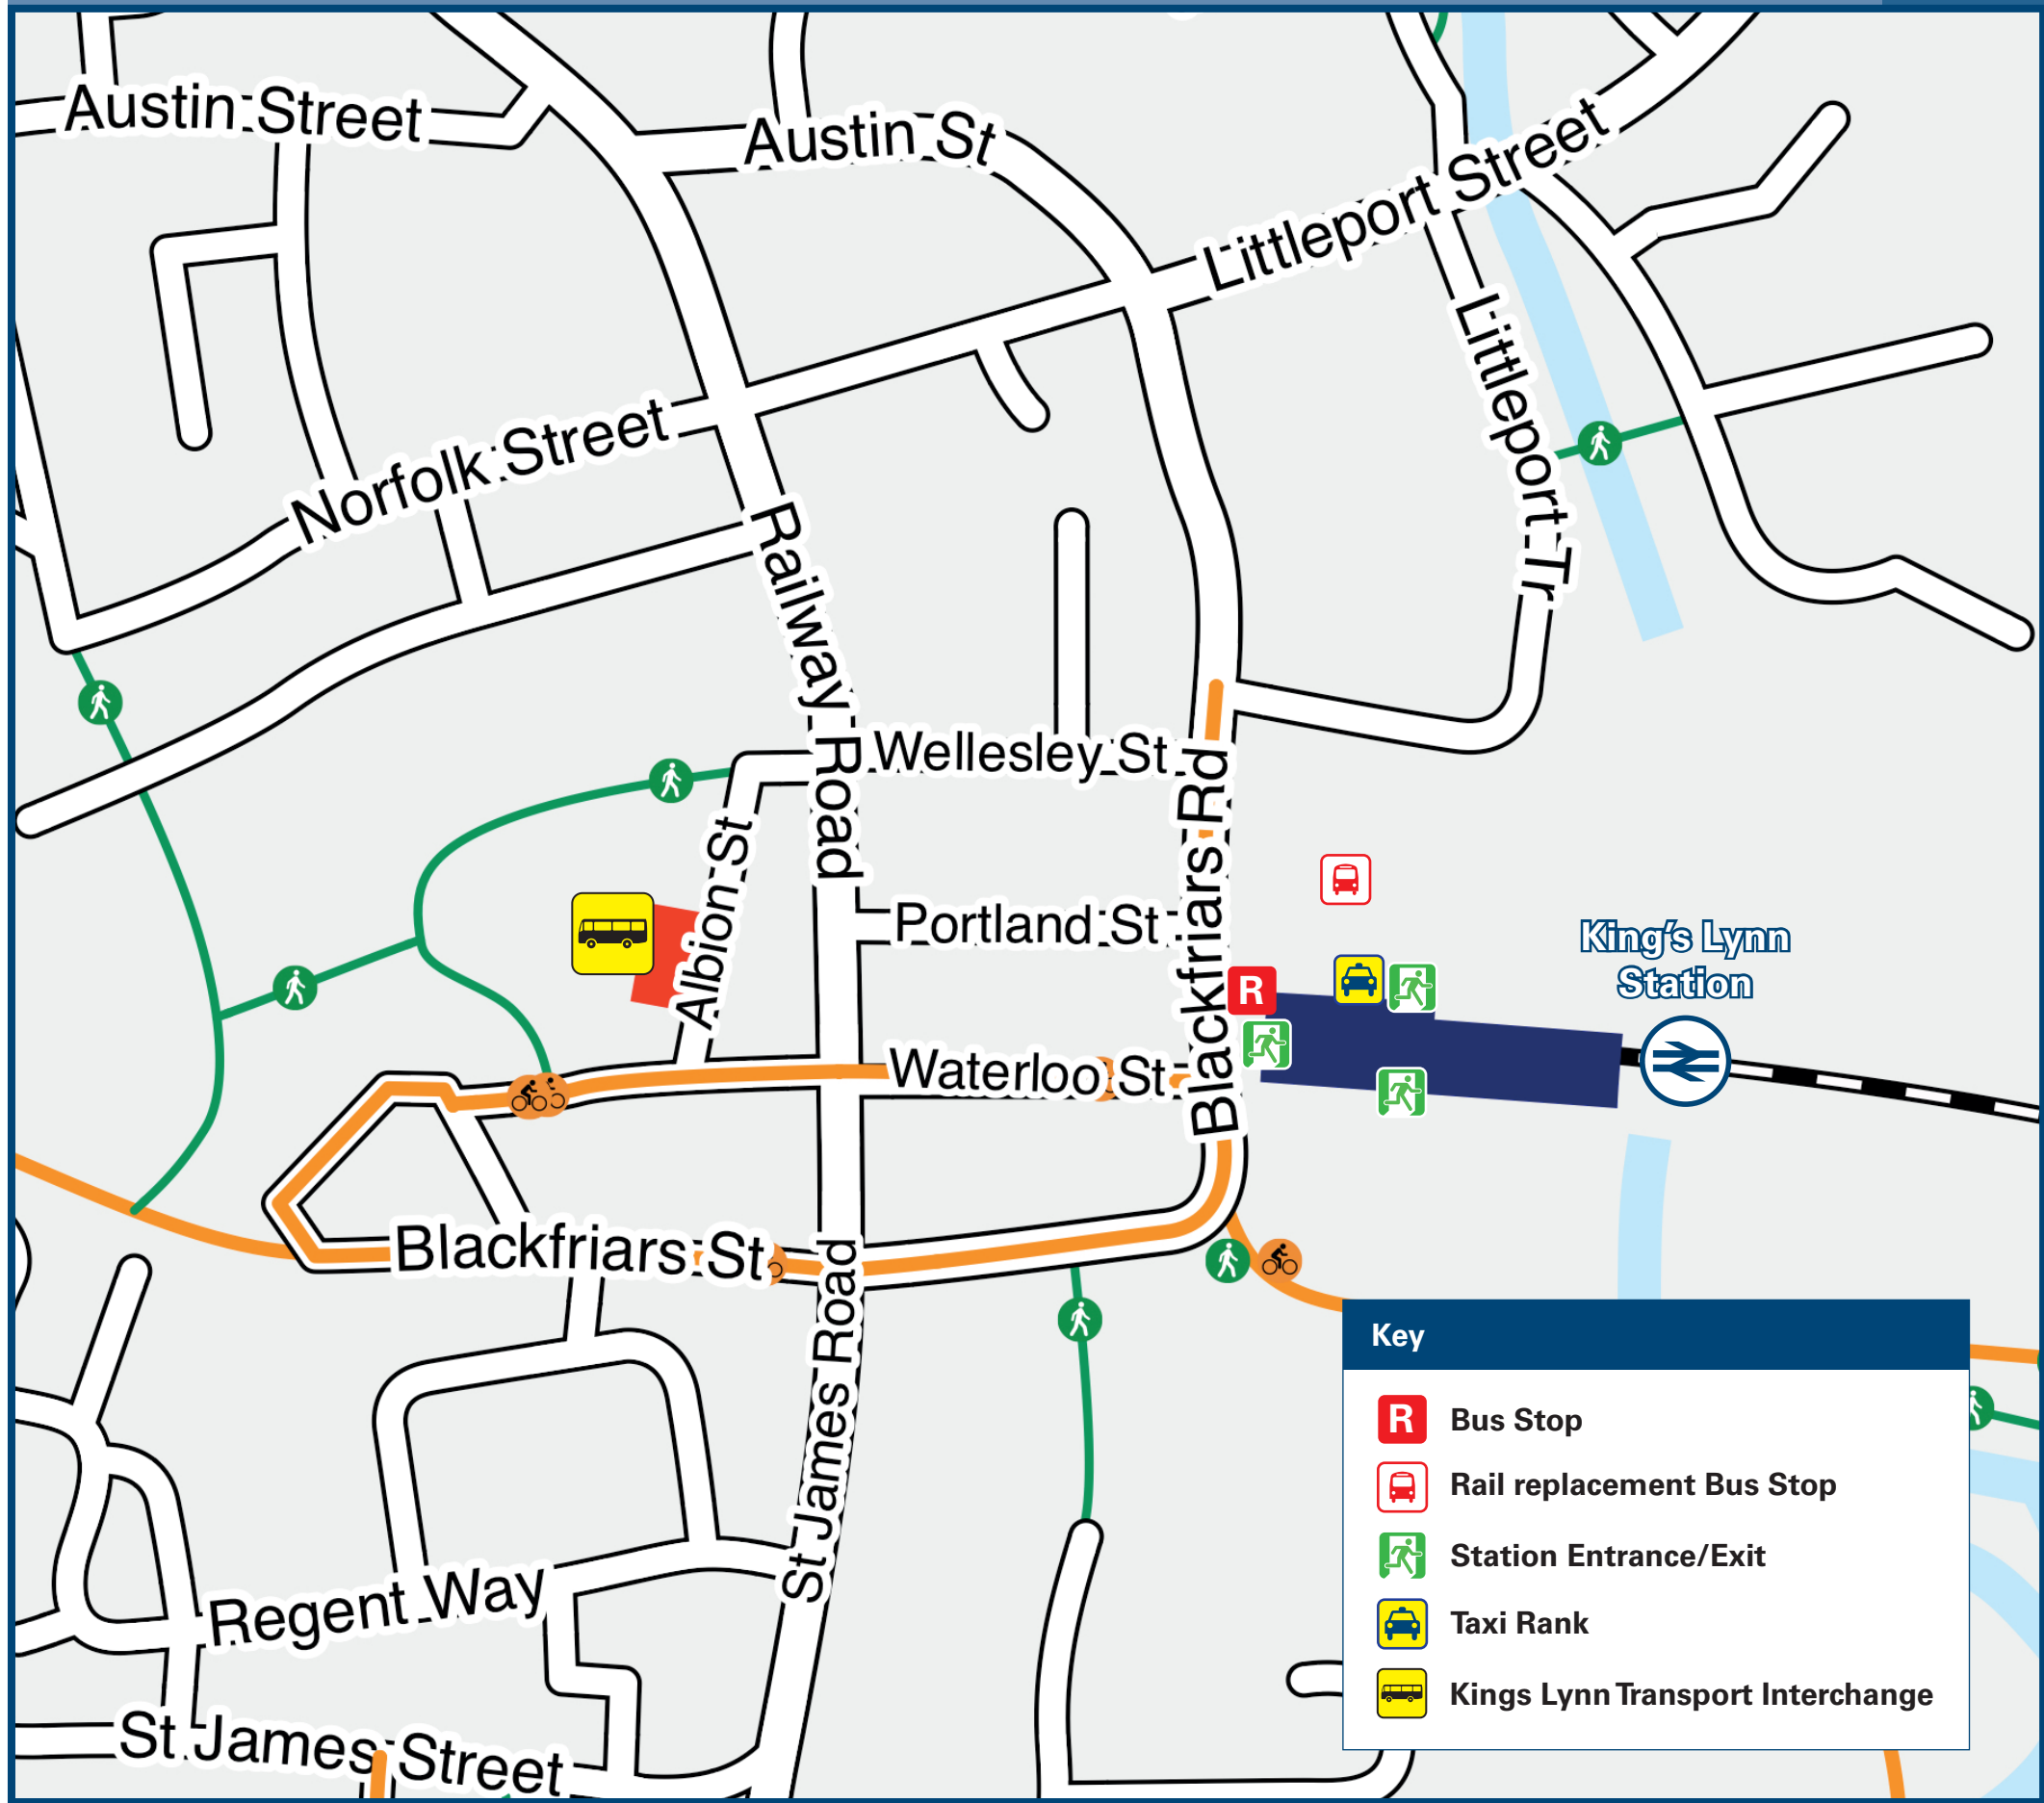 Austin Street
Austin St
Littleport Street
Littleport Tr
Norfolk Street
Railway Road
Wellesley St
Albion St
Blackfriars Rd
Portland St
King's Lynn
Station
R
Waterloo St
Blackfriars St
St James Road
Regent Way
St James Street
Key
R Bus Stop
Rail replacement Bus Stop
Station Entrance/Exit
Taxi Rank
Kings Lynn Transport Interchange